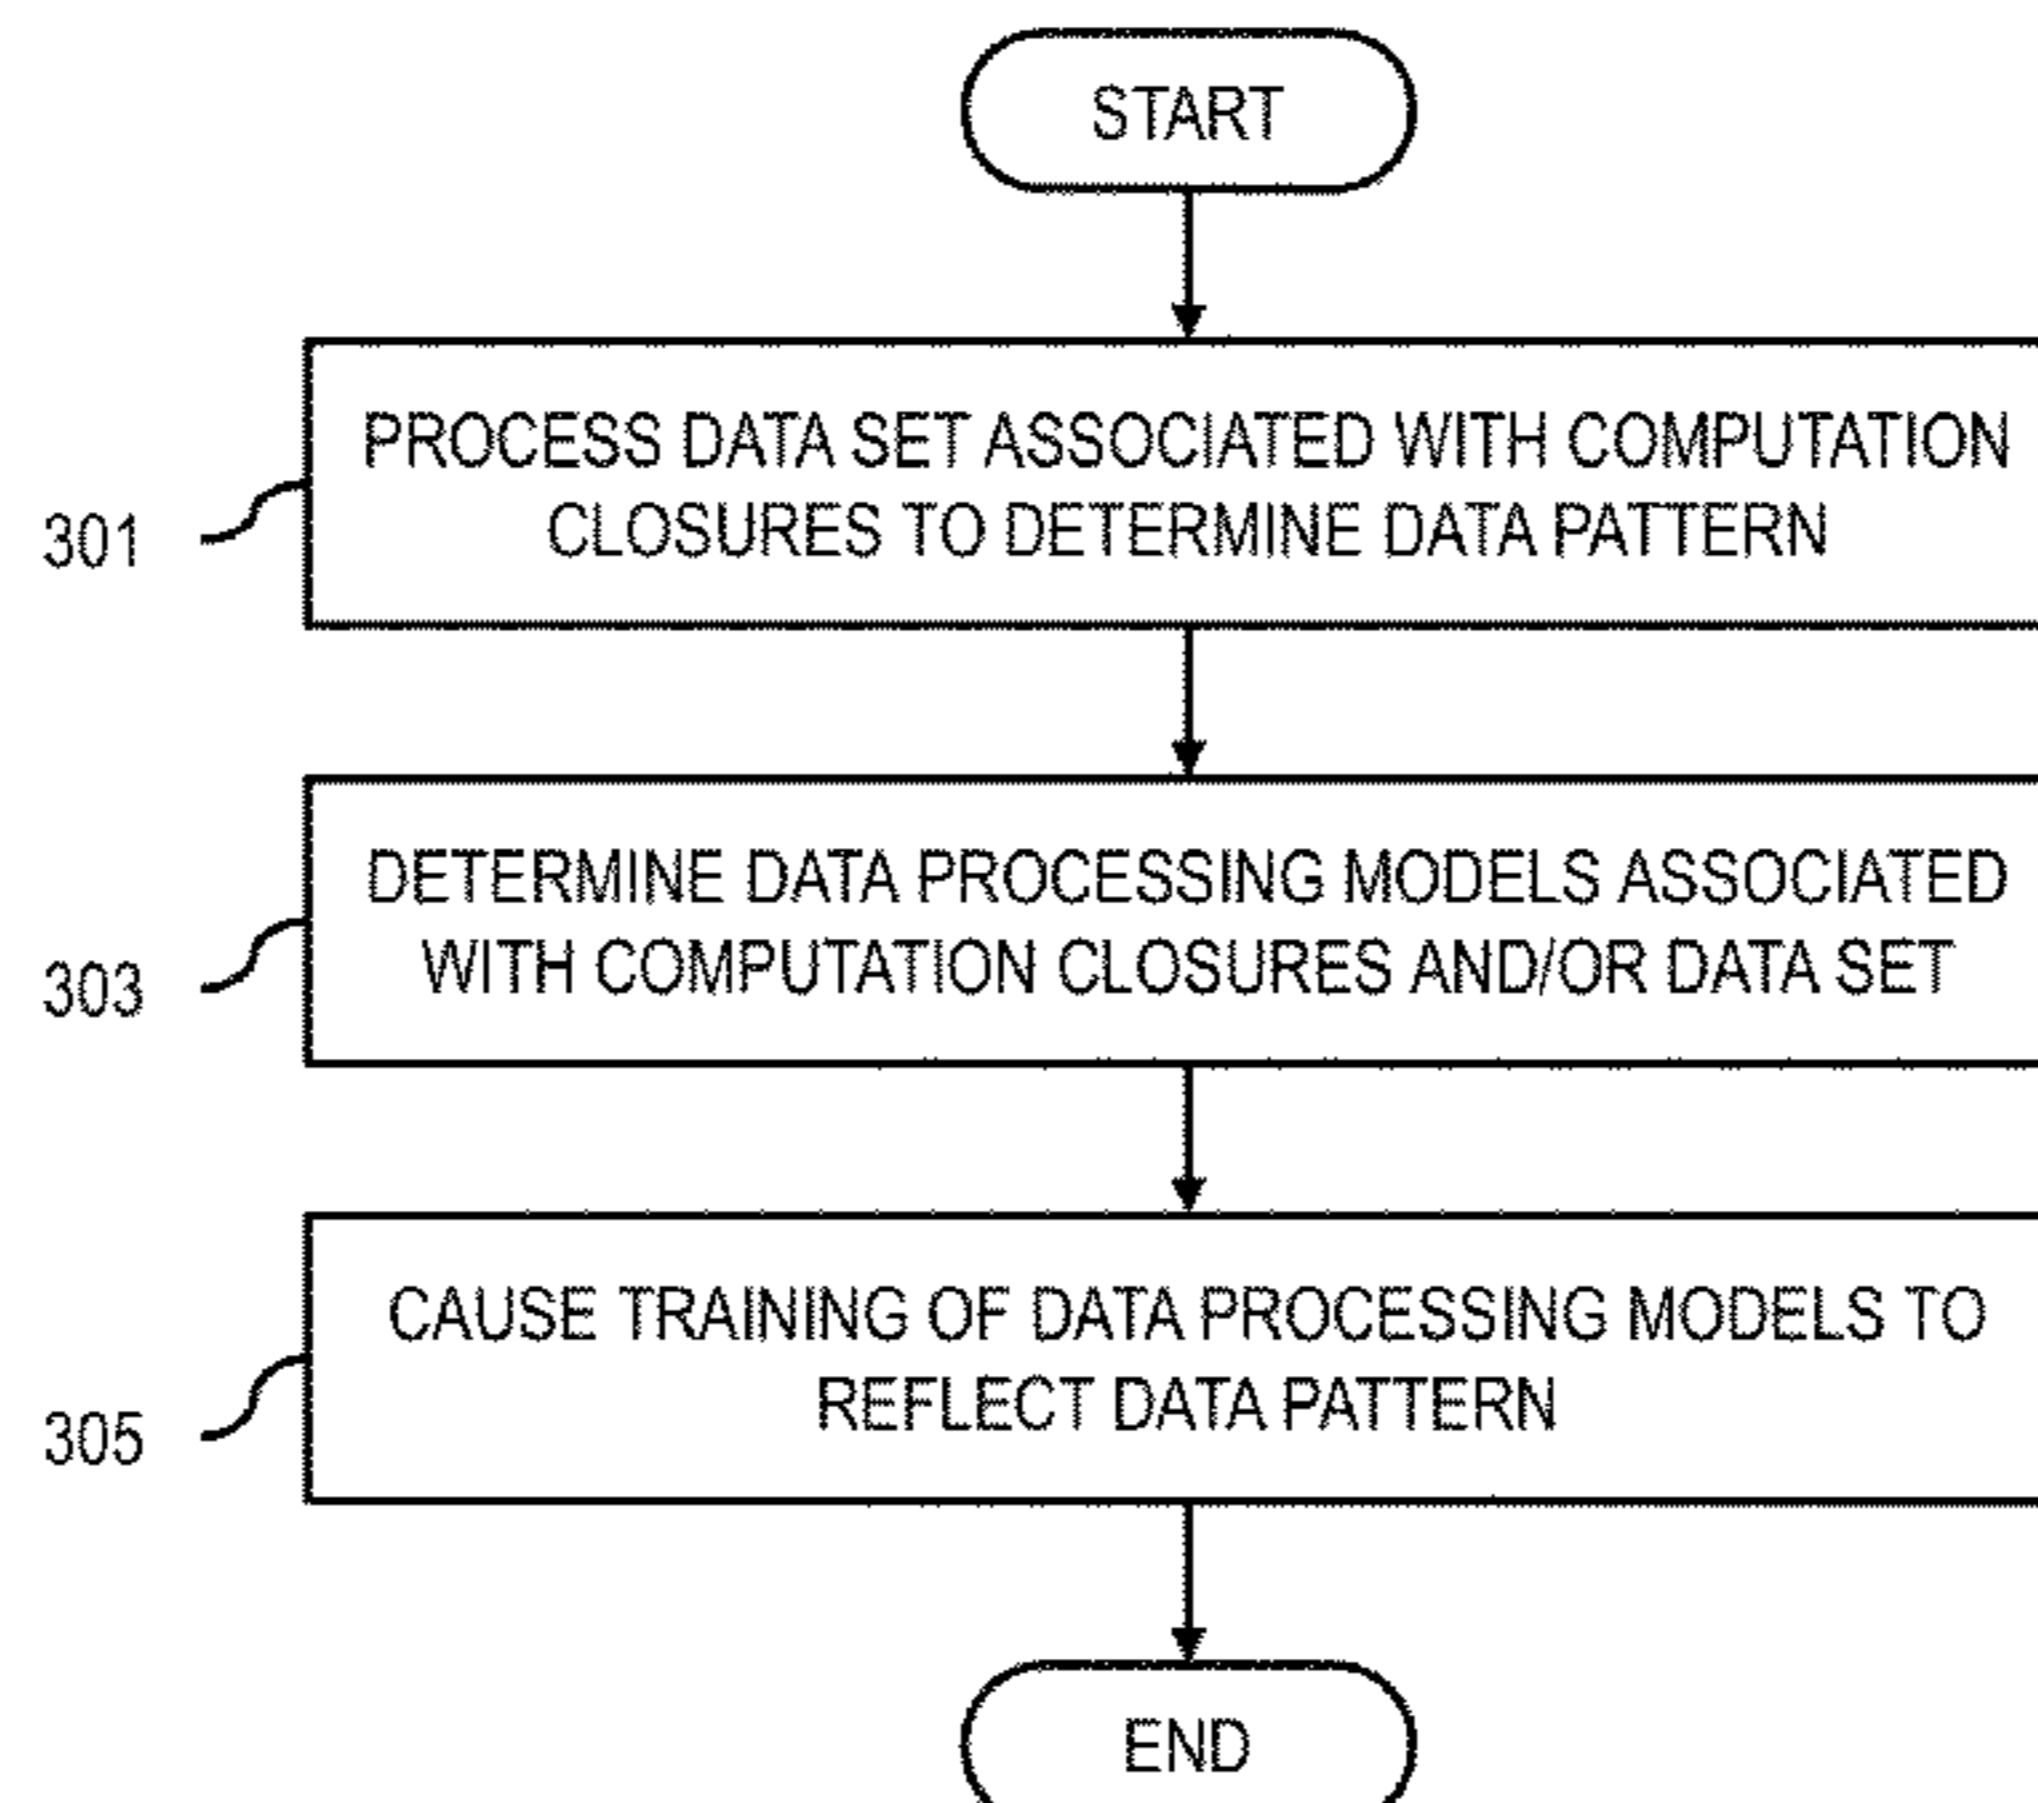 START
PROCESS DATA SET ASSOCIATED WITH COMPUTATION
CLOSURES TO DETERMINE DATA PATTERN
301
DETERMINE DATA PROCESSING MODELS ASSOCIATED
WITH COMPUTATION CLOSURES AND/OR DATA SET
303
CAUSE TRAINING OF DATA PROCESSING MODELS TO
REFLECT DATA PATTERN
305
END